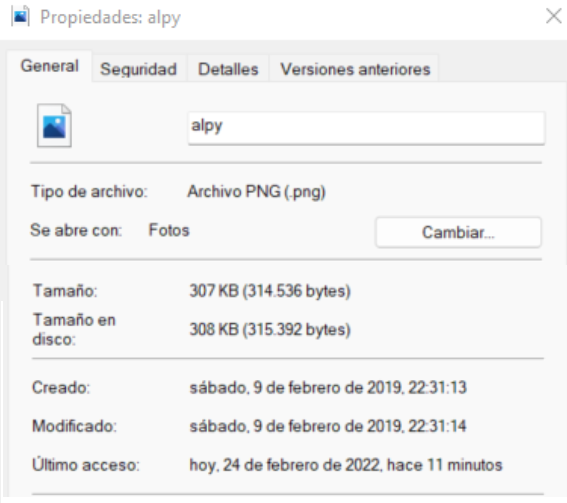 Propiedades: alpy
General Seguridad Detalles Versiones anteriores
alpy
Tipo de archivo: Archivo PNG (.png)
Se abre con: Fotos Cambiar...
Tamaño: 307 KB (314.536 bytes)
Tamaño en disco: 308 KB (315.392 bytes)
Creado: sábado, 9 de febrero de 2019, 22:31:13
Modificado: sábado, 9 de febrero de 2019, 22:31:14
Último acceso: hoy, 24 de febrero de 2022, hace 11 minutos